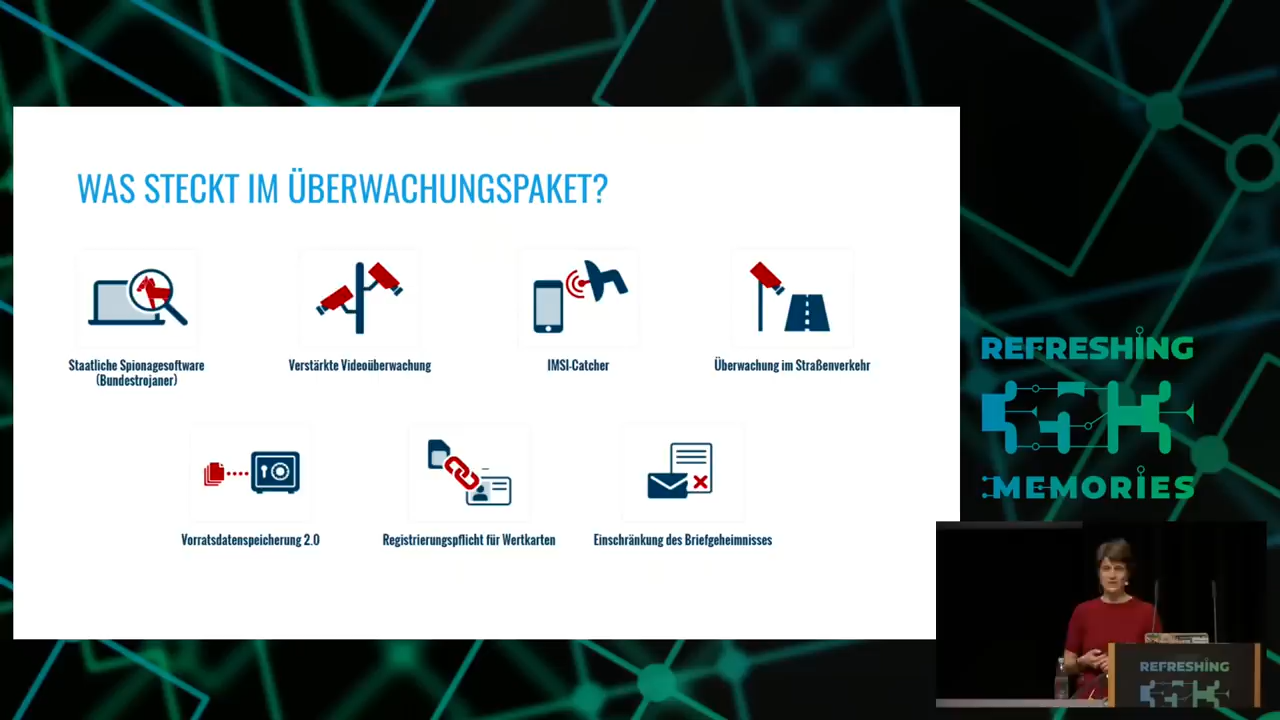 WAS STECKT IM ÜBERWACHUNGSPAKET?
Staatliche Spionagesoftware
(Bundestrojaner)
Verstärkte Videoüberwachung
IMSI-Catcher
Überwachung im Straßenverkehr
Vorratsdatenspeicherung 2.0
Registrierungspflicht für Wertkarten
Einschränkung des Briefgeheimnisses
REFRESHING
35C3
MEMORIES
REFRESHING